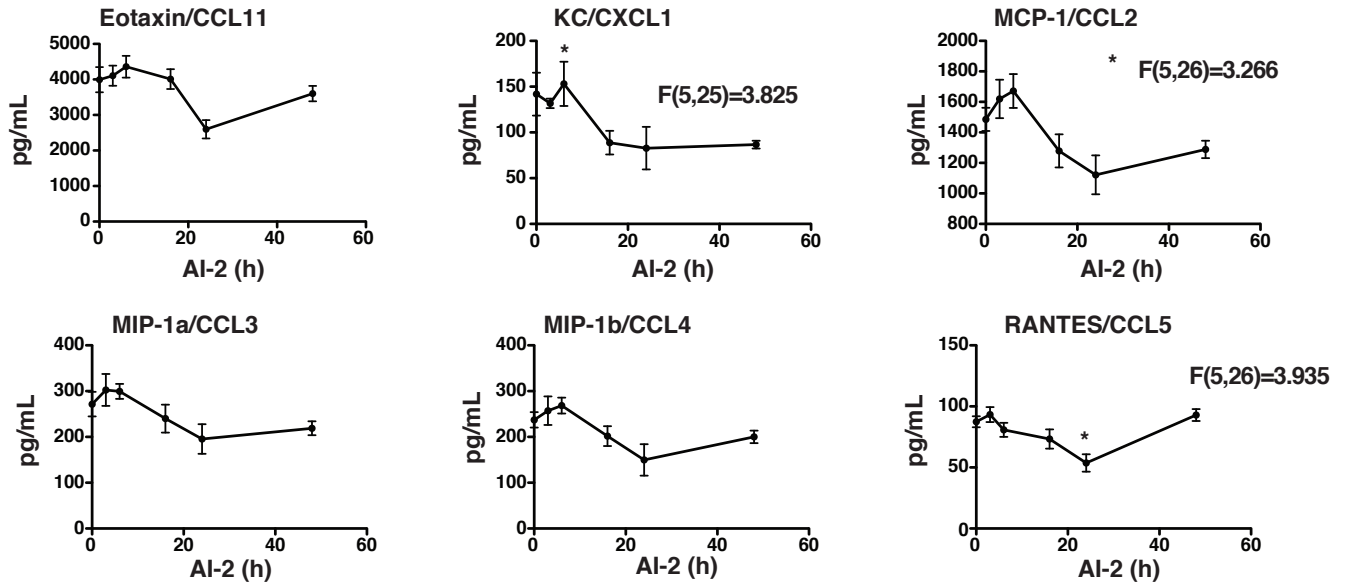 Eotaxin/CCL11
5000
4000
3000
2000
1000
0
pg/mL
0 20 40 60
AI-2 (h)
KC/CXCL1
200
150
100
50
0
pg/mL
*
F(5,25)=3.825
0 20 40 60
AI-2 (h)
MCP-1/CCL2
2000
1800
1600
1400
1200
1000
800
pg/mL
*
F(5,26)=3.266
0 20 40 60
AI-2 (h)
MIP-1a/CCL3
400
300
200
100
0
pg/mL
0 20 40 60
AI-2 (h)
MIP-1b/CCL4
400
300
200
100
0
pg/mL
0 20 40 60
AI-2 (h)
RANTES/CCL5
150
100
50
0
pg/mL
F(5,26)=3.935
*
0 20 40 60
AI-2 (h)